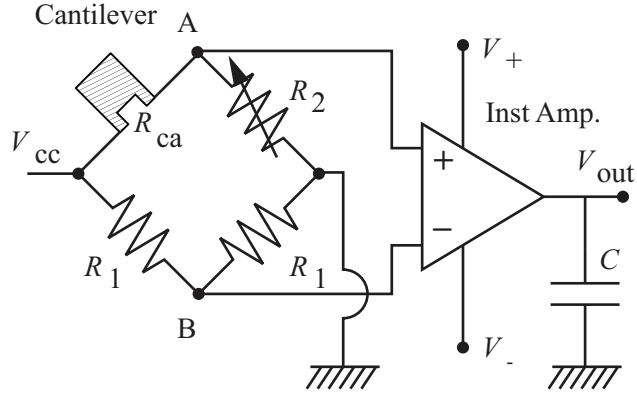 Cantilever
A
V+
R2
Inst Amp.
Rca
Vcc
Vout
+
−
R1
R1
C
B
V-